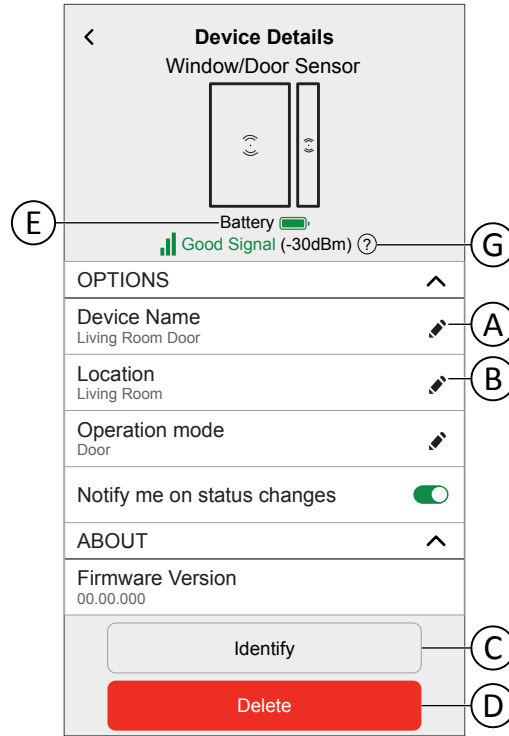 Device Details
Window/Door Sensor
E
Battery
Good Signal (-30dBm) ?
G
OPTIONS
Device Name
Living Room Door
A
Location
Living Room
B
Operation mode
Door
Notify me on status changes
ABOUT
Firmware Version
00.00.000
Identify
C
Delete
D